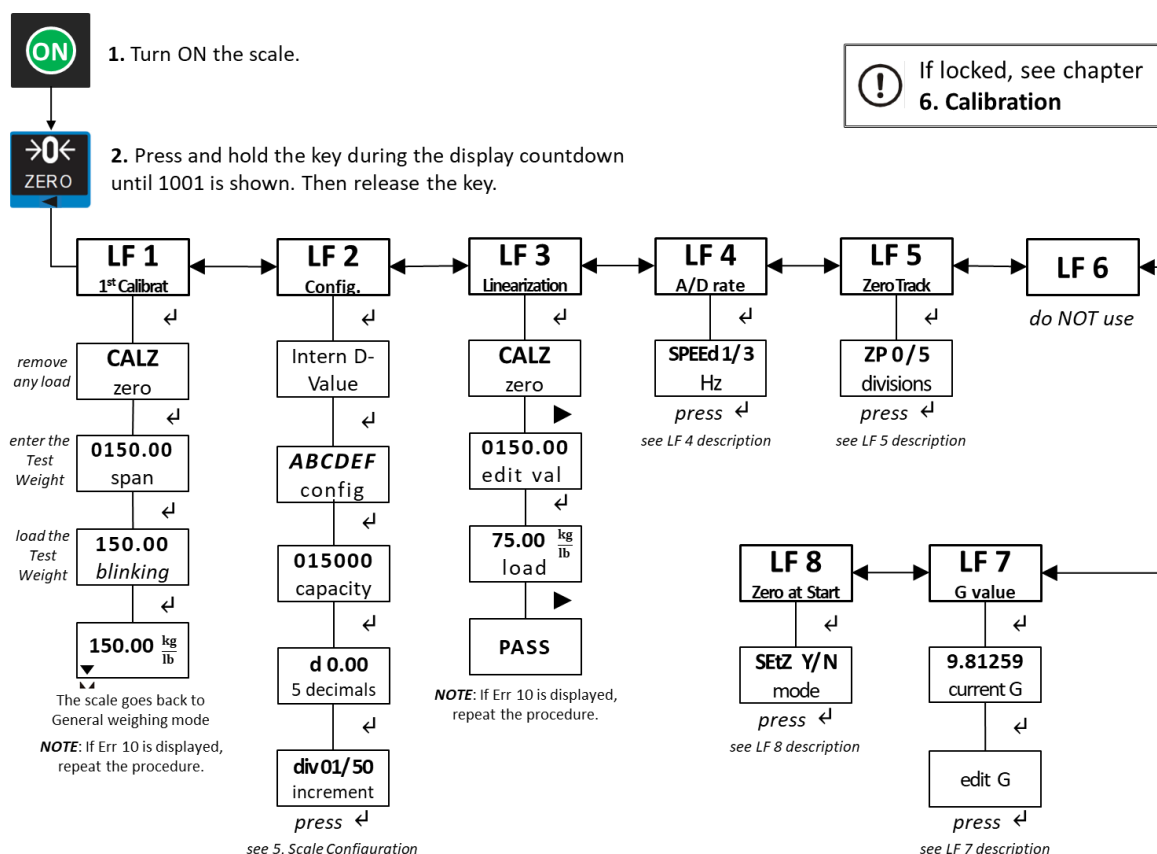 ON
1. Turn ON the scale.
If locked, see chapter
6. Calibration
0
ZERO
2. Press and hold the key during the display countdown
until 1001 is shown. Then release the key.
LF 1
1st Calibrat
remove
any load
CALZ
zero
enter the
Test
Weight
0150.00
span
load the
Test
Weight
150.00
blinking
150.00 kg
lb
The scale goes back to
General weighing mode
NOTE: If Err 10 is displayed,
repeat the procedure.
LF 2
Config.
Intern D-
Value
ABCDEF
config
015000
capacity
d 0.00
5 decimals
div 01/50
increment
press ↲
see 5. Scale Configuration
LF 3
Linearization
CALZ
zero
0150.00
edit val
75.00 kg
lb
load
PASS
NOTE: If Err 10 is displayed,
repeat the procedure.
LF 4
A/D rate
SPEEd 1/3
Hz
press ↲
see LF 4 description
LF 5
Zero Track
ZP 0/5
divisions
press ↲
see LF 5 description
LF 6
do NOT use
LF 8
Zero at Start
SEtZ Y/N
mode
press ↲
see LF 8 description
LF 7
G value
9.81259
current G
edit G
press ↲
see LF 7 description